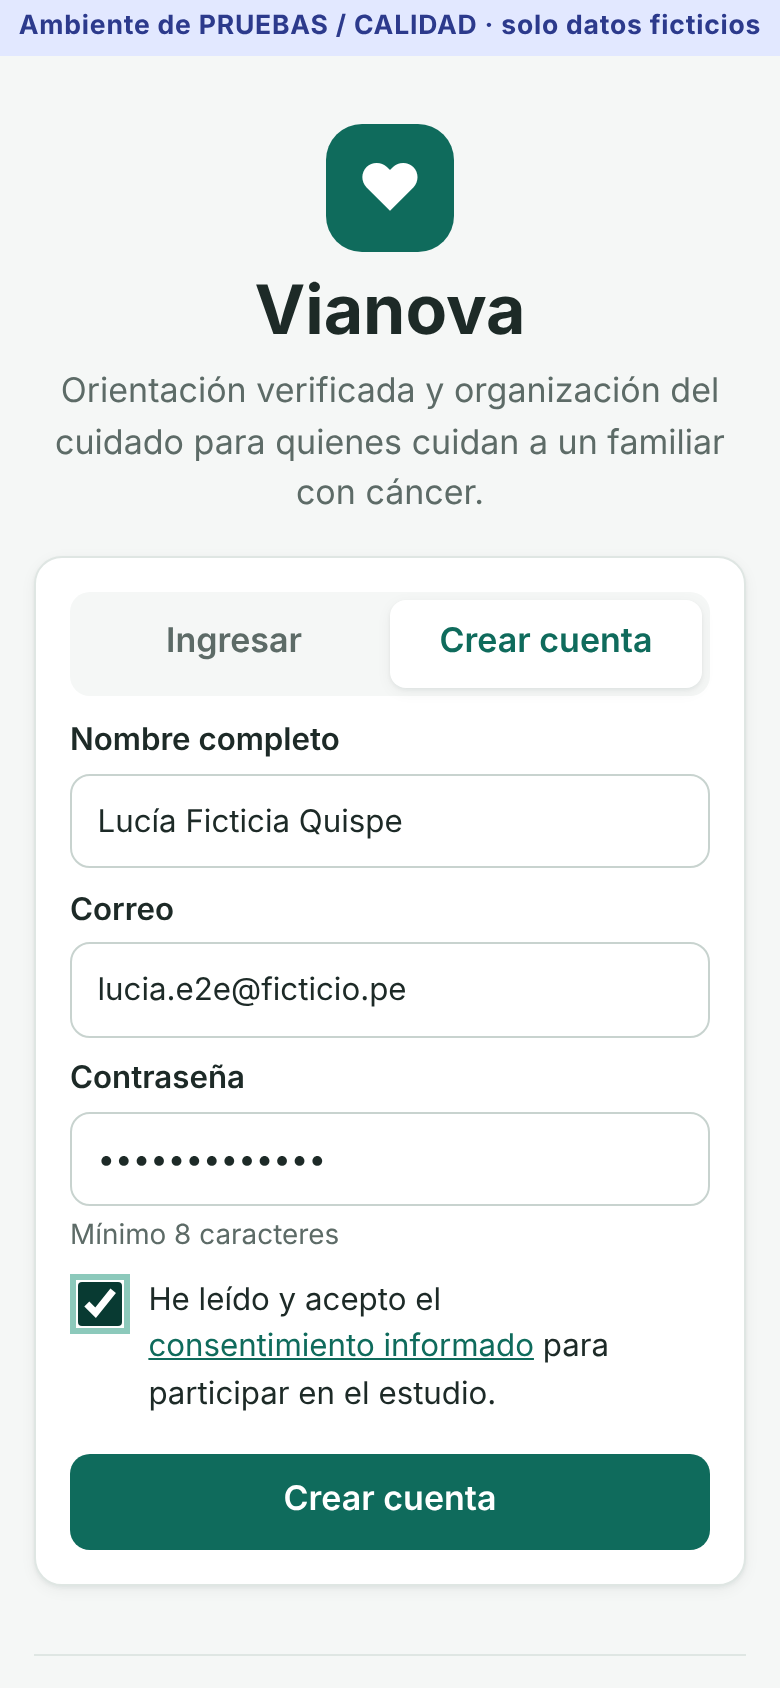 Ambiente de PRUEBAS / CALIDAD · solo datos ficticios
Vianova
Orientación verificada y organización del
cuidado para quienes cuidan a un familiar
con cáncer.
Ingresar
Crear cuenta
Nombre completo
Lucía Ficticia Quispe
Correo
lucia.e2e@ficticio.pe
Contraseña
•••••••••••••
Mínimo 8 caracteres
He leído y acepto el
consentimiento informado para
participar en el estudio.
Crear cuenta